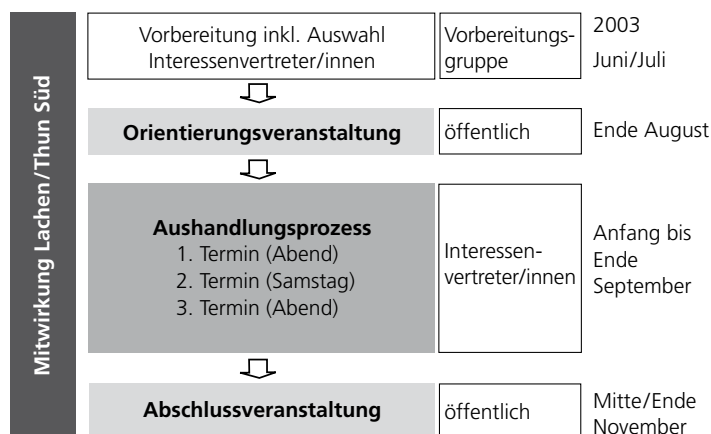 Mitwirkung Lachen/Thun Süd
Vorbereitung inkl. Auswahl
Interessenvertreter/innen
Vorbereitungs-
gruppe
2003
Juni/Juli
Orientierungsveranstaltung
öffentlich
Ende August
Aushandlungsprozess
1. Termin (Abend)
2. Termin (Samstag)
3. Termin (Abend)
Interessen-
vertreter/innen
Anfang bis
Ende
September
Abschlussveranstaltung
öffentlich
Mitte/Ende
November